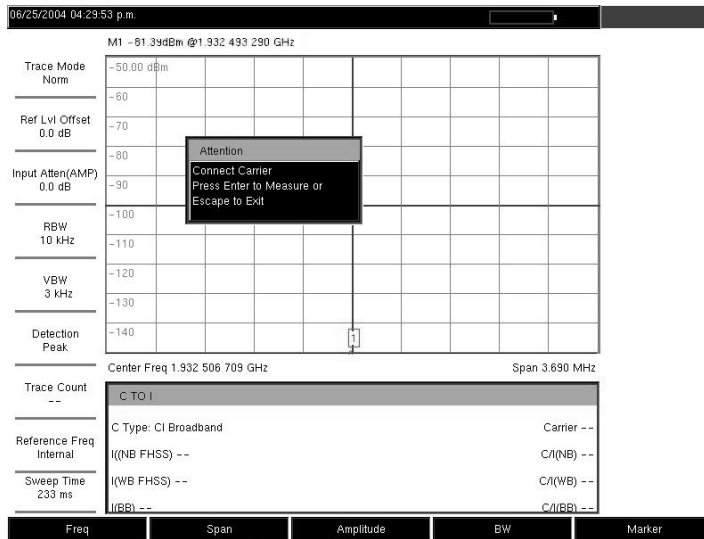 06/25/2004 04:29:53 p.m.
M1 -81.39dBm @1.932 493 290 GHz
Trace Mode
Norm
Ref Lvl Offset
0.0 dB
Input Atten(AMP)
0.0 dB
RBW
10 kHz
VBW
3 kHz
Detection
Peak
Trace Count
--
Reference Freq
Internal
Sweep Time
233 ms
-50.00 dBm
-60
-70
-80
-90
-100
-110
-120
-130
-140
Attention
Connect Carrier
Press Enter to Measure or
Escape to Exit
1
Center Freq 1.932 506 709 GHz
Span 3.690 MHz
C TO I
C Type: CI Broadband
Carrier --
I((NB FHSS) --
C/I(NB) --
I(WB FHSS) --
C/I(WB) --
I(BB) --
C/I(BB) --
Freq
Span
Amplitude
BW
Marker